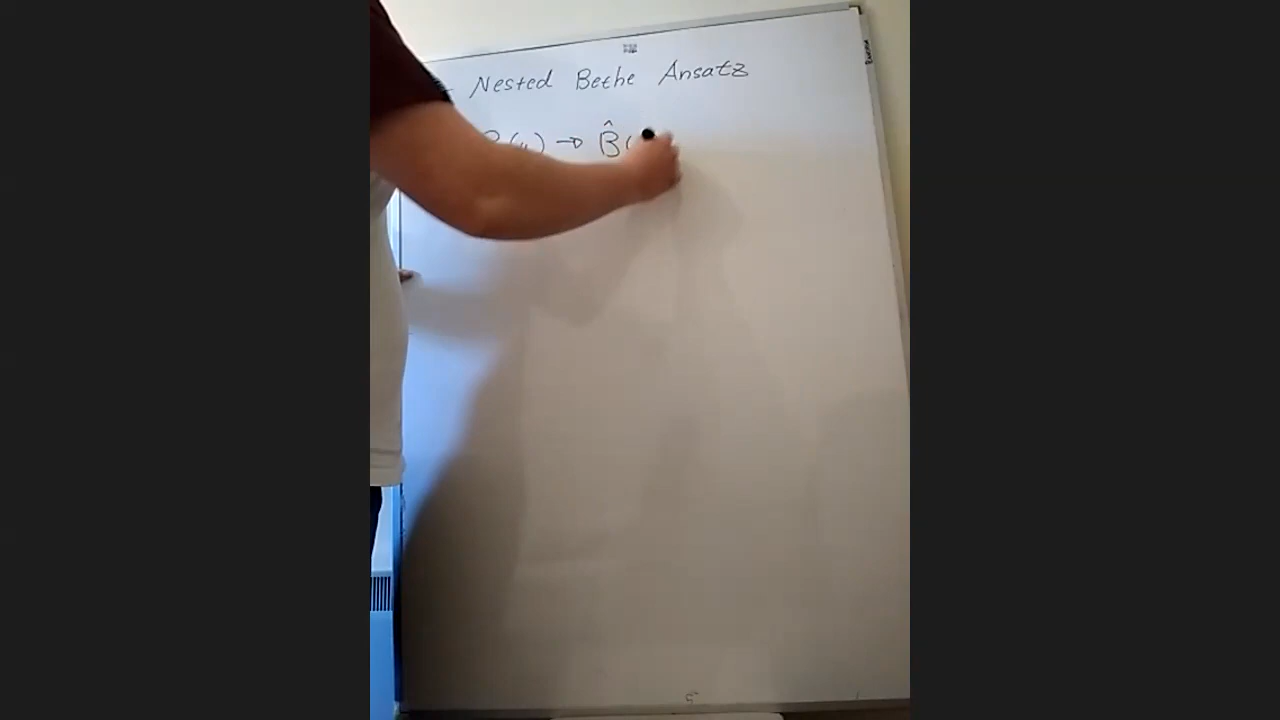 - Nested Bethe Ansatz
(u) → B̂(